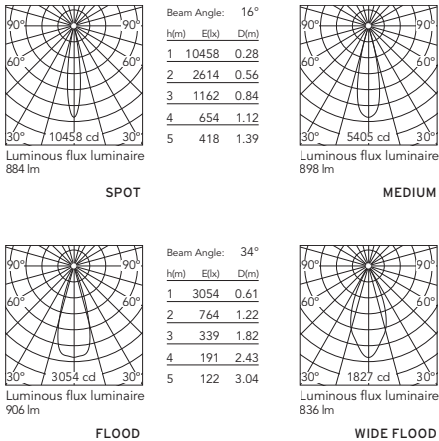 90° 90°
60° 60°
30° 10458 cd 30°
Luminous flux luminaire
884 lm
SPOT
Beam Angle: 16°
h(m) E(lx) D(m)
1 10458 0.28
2 2614 0.56
3 1162 0.84
4 654 1.12
5 418 1.39
90° 90°
60° 60°
30° 5405 cd 30°
Luminous flux luminaire
898 lm
MEDIUM
90° 90°
60° 60°
30° 3054 cd 30°
Luminous flux luminaire
906 lm
FLOOD
Beam Angle: 34°
h(m) E(lx) D(m)
1 3054 0.61
2 764 1.22
3 339 1.82
4 191 2.43
5 122 3.04
90° 90°
60° 60°
30° 1827 cd 30°
Luminous flux luminaire
836 lm
WIDE FLOOD